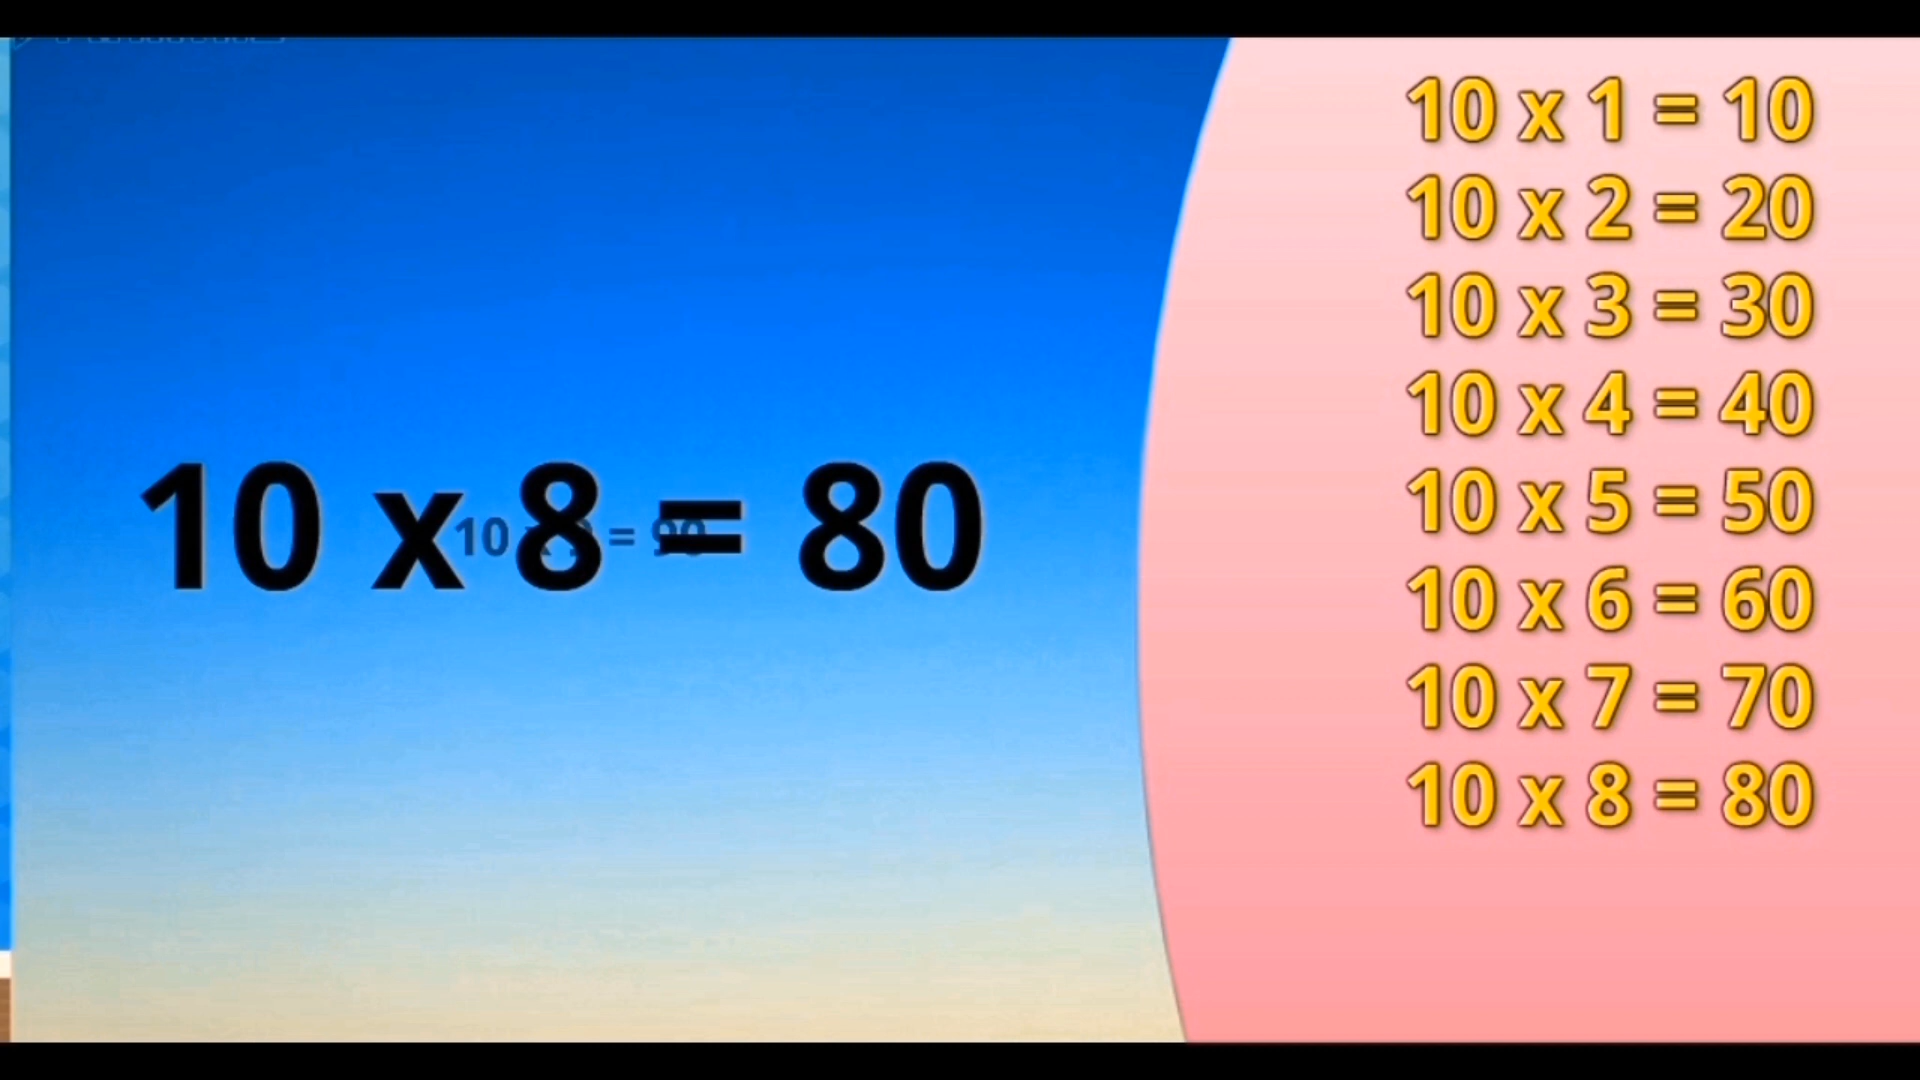 10 x 8 = 80
10 x 1 = 10
10 x 2 = 20
10 x 3 = 30
10 x 4 = 40
10 x 5 = 50
10 x 6 = 60
10 x 7 = 70
10 x 8 = 80